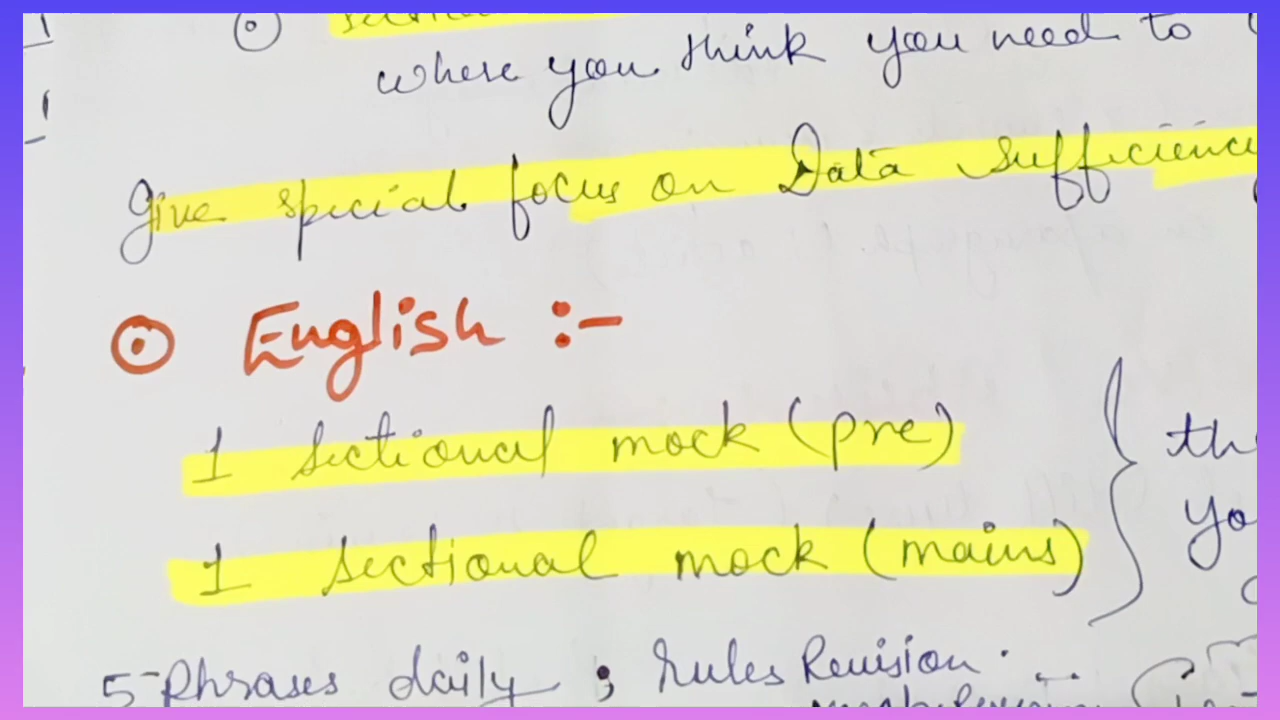 where you think you need to
Give special focus on Data Sufficienc
⊙ English :-
1 Sectional mock (pre)
1 Sectional mock (mains)
th
yo
5-Phrases daily ; rules Revision.